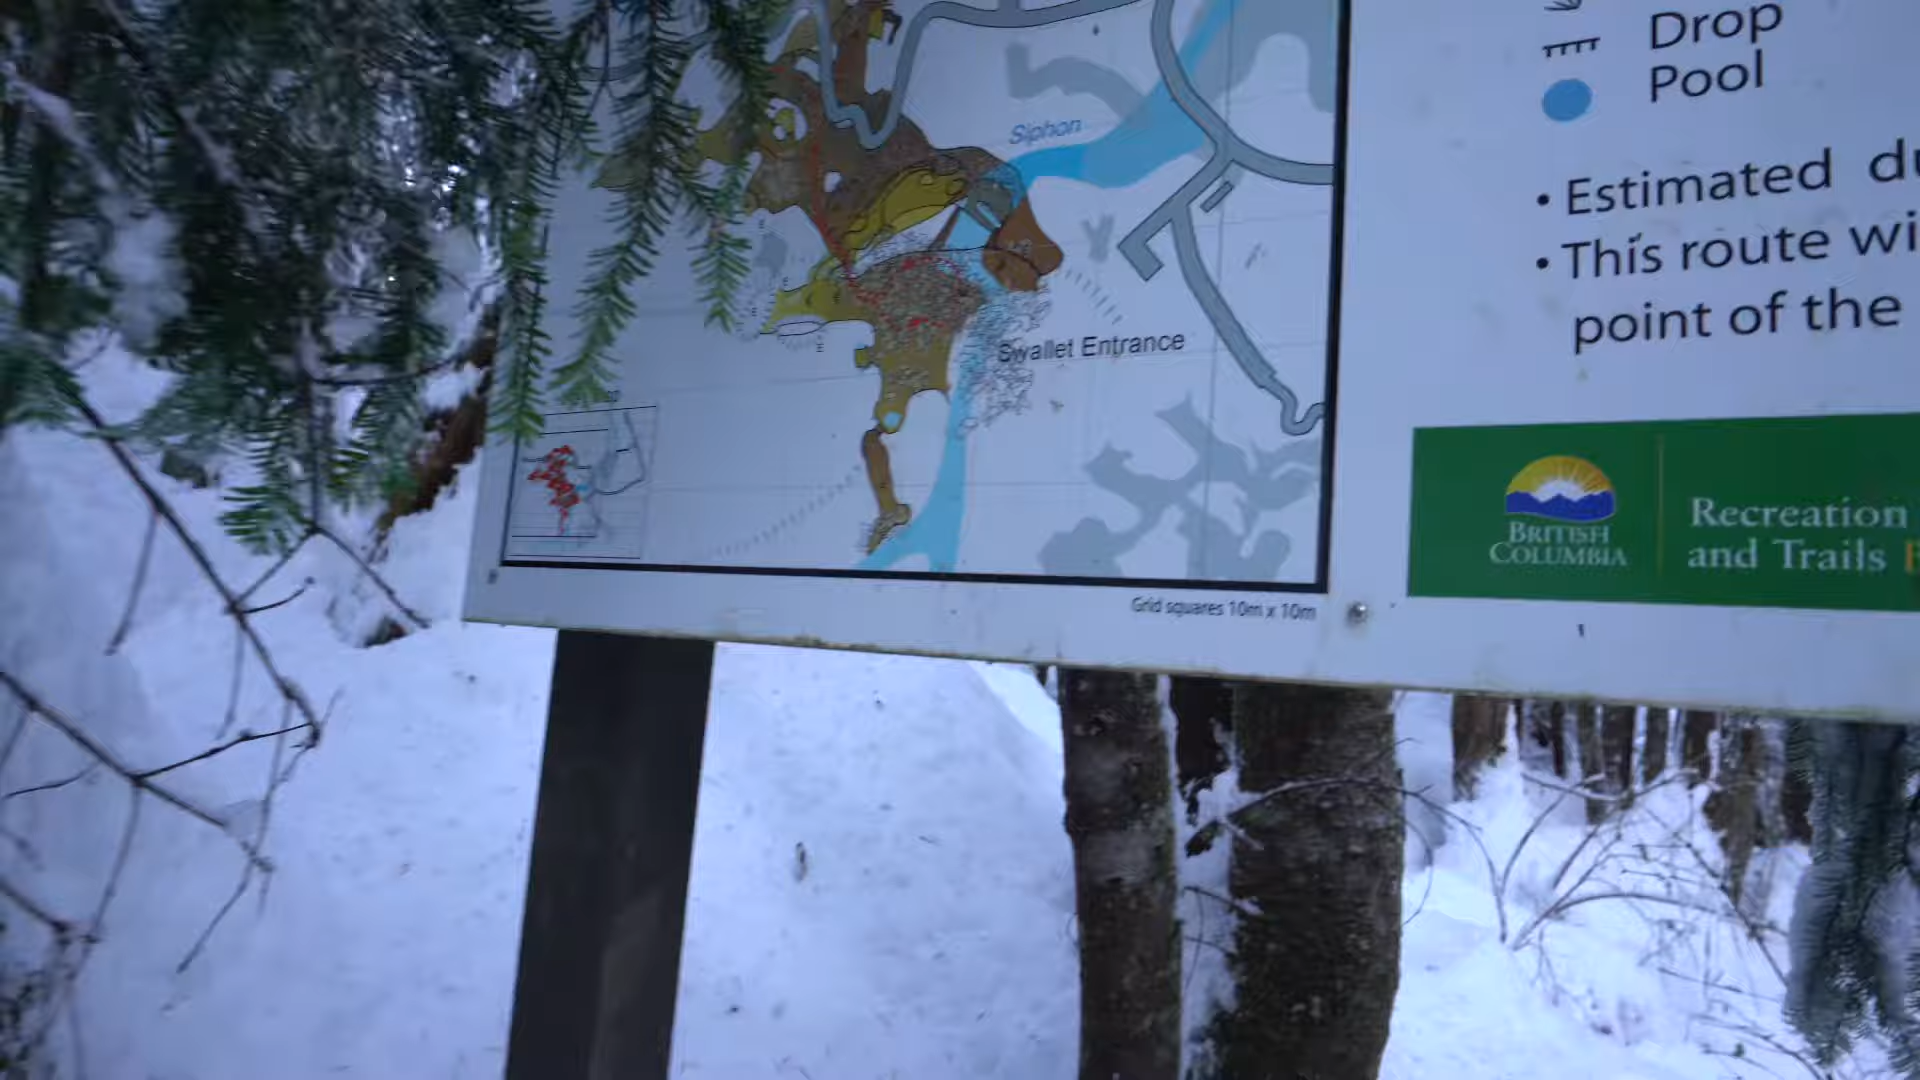 Drop
Pool
Siphon
• Estimated du
• This route wi
point of the
Swallet Entrance
BRITISH
COLUMBIA
Recreation
and Trails B
Grid squares 10m x 10m